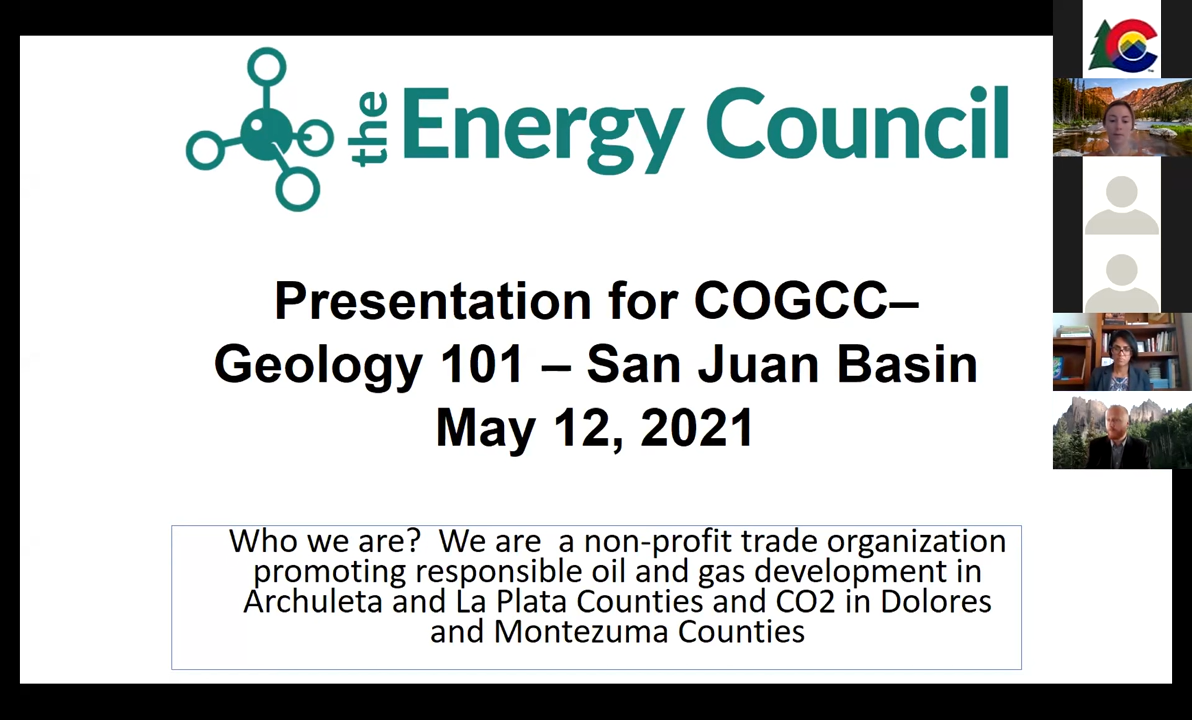 the Energy Council
Presentation for COGCC–
Geology 101 – San Juan Basin
May 12, 2021
Who we are? We are a non-profit trade organization
promoting responsible oil and gas development in
Archuleta and La Plata Counties and CO2 in Dolores
and Montezuma Counties